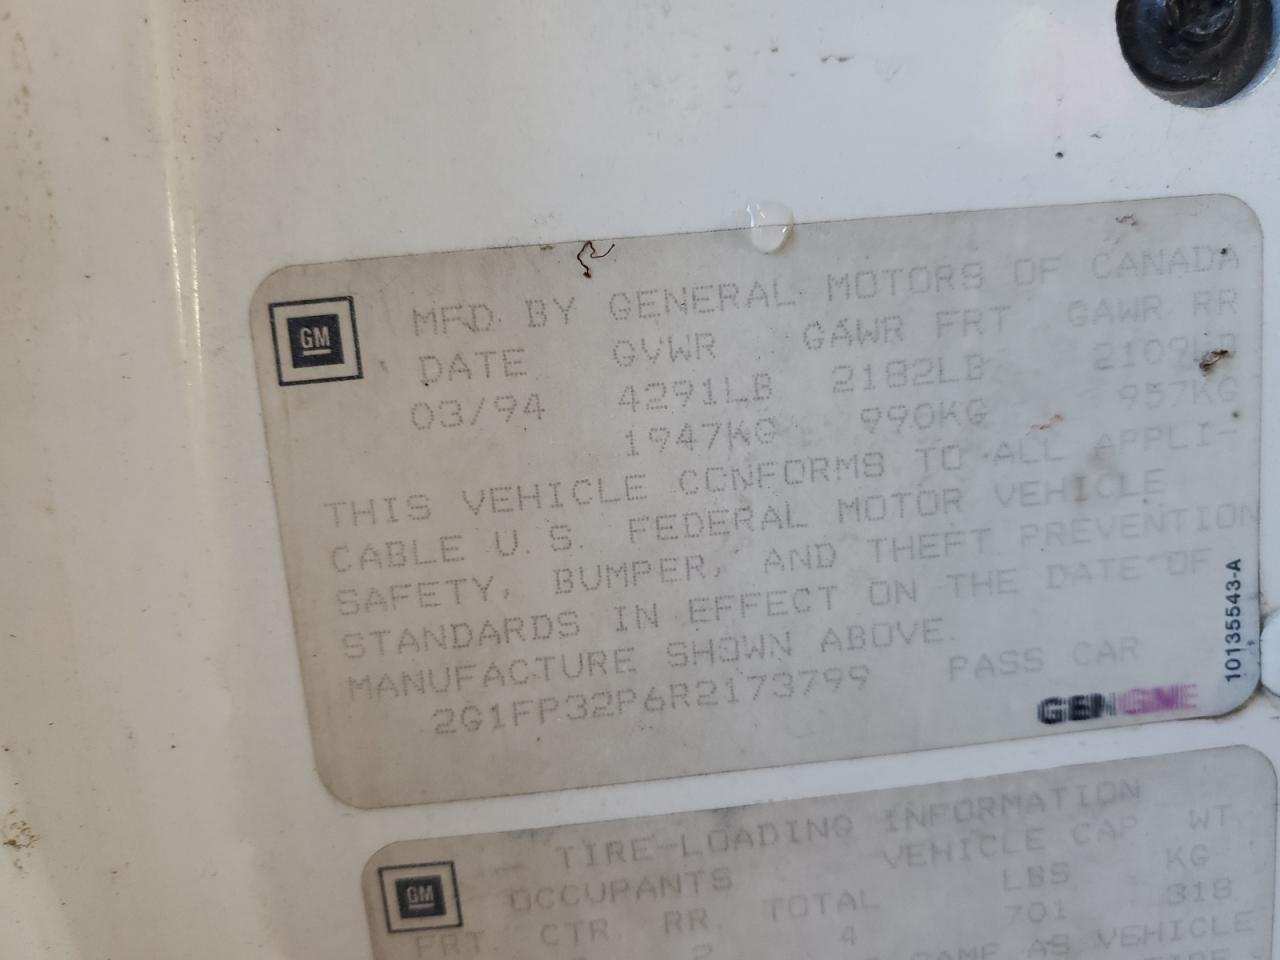 GM
MFD BY GENERAL MOTORS OF CANADA
DATE GVWR GAWR FRT GAWR RR
03/94 4291LB 2182LB 2109LB
1947KG 990KG 957KG
THIS VEHICLE CONFORMS TO ALL APPLI-
CABLE U.S. FEDERAL MOTOR VEHICLE
SAFETY, BUMPER, AND THEFT PREVENTION
STANDARDS IN EFFECT ON THE DATE OF
MANUFACTURE SHOWN ABOVE.
2G1FP32P6R2173799 PASS CAR
10135543-A
GM
TIRE-LOADING INFORMATION
OCCUPANTS VEHICLE CAP WT
FRT CTR RR TOTAL LBS KG
2 4 701 318
SAME AS VEHICLE